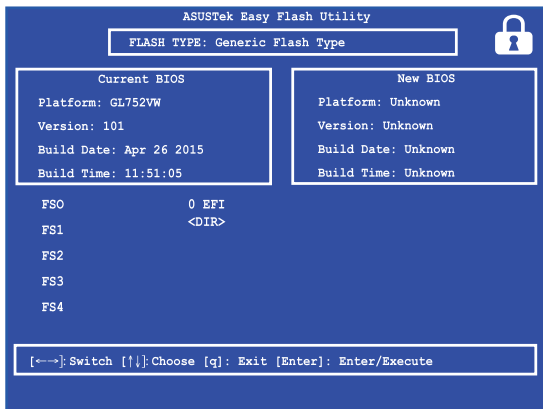 ASUSTek Easy Flash Utility
FLASH TYPE: Generic Flash Type
Current BIOS
Platform: GL752VW
Version: 101
Build Date: Apr 26 2015
Build Time: 11:51:05
New BIOS
Platform: Unknown
Version: Unknown
Build Date: Unknown
Build Time: Unknown
FSO
FS1
FS2
FS3
FS4
0 EFI
<DIR>
[←→]: Switch [↑↓]: Choose [q]: Exit [Enter]: Enter/Execute